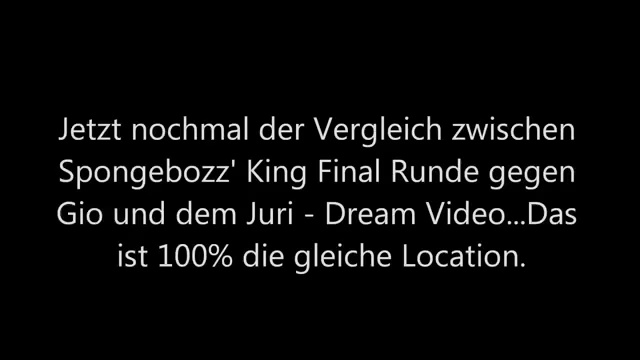 Jetzt nochmal der Vergleich zwischen
Spongebozz' King Final Runde gegen
Gio und dem Juri - Dream Video...Das
ist 100% die gleiche Location.